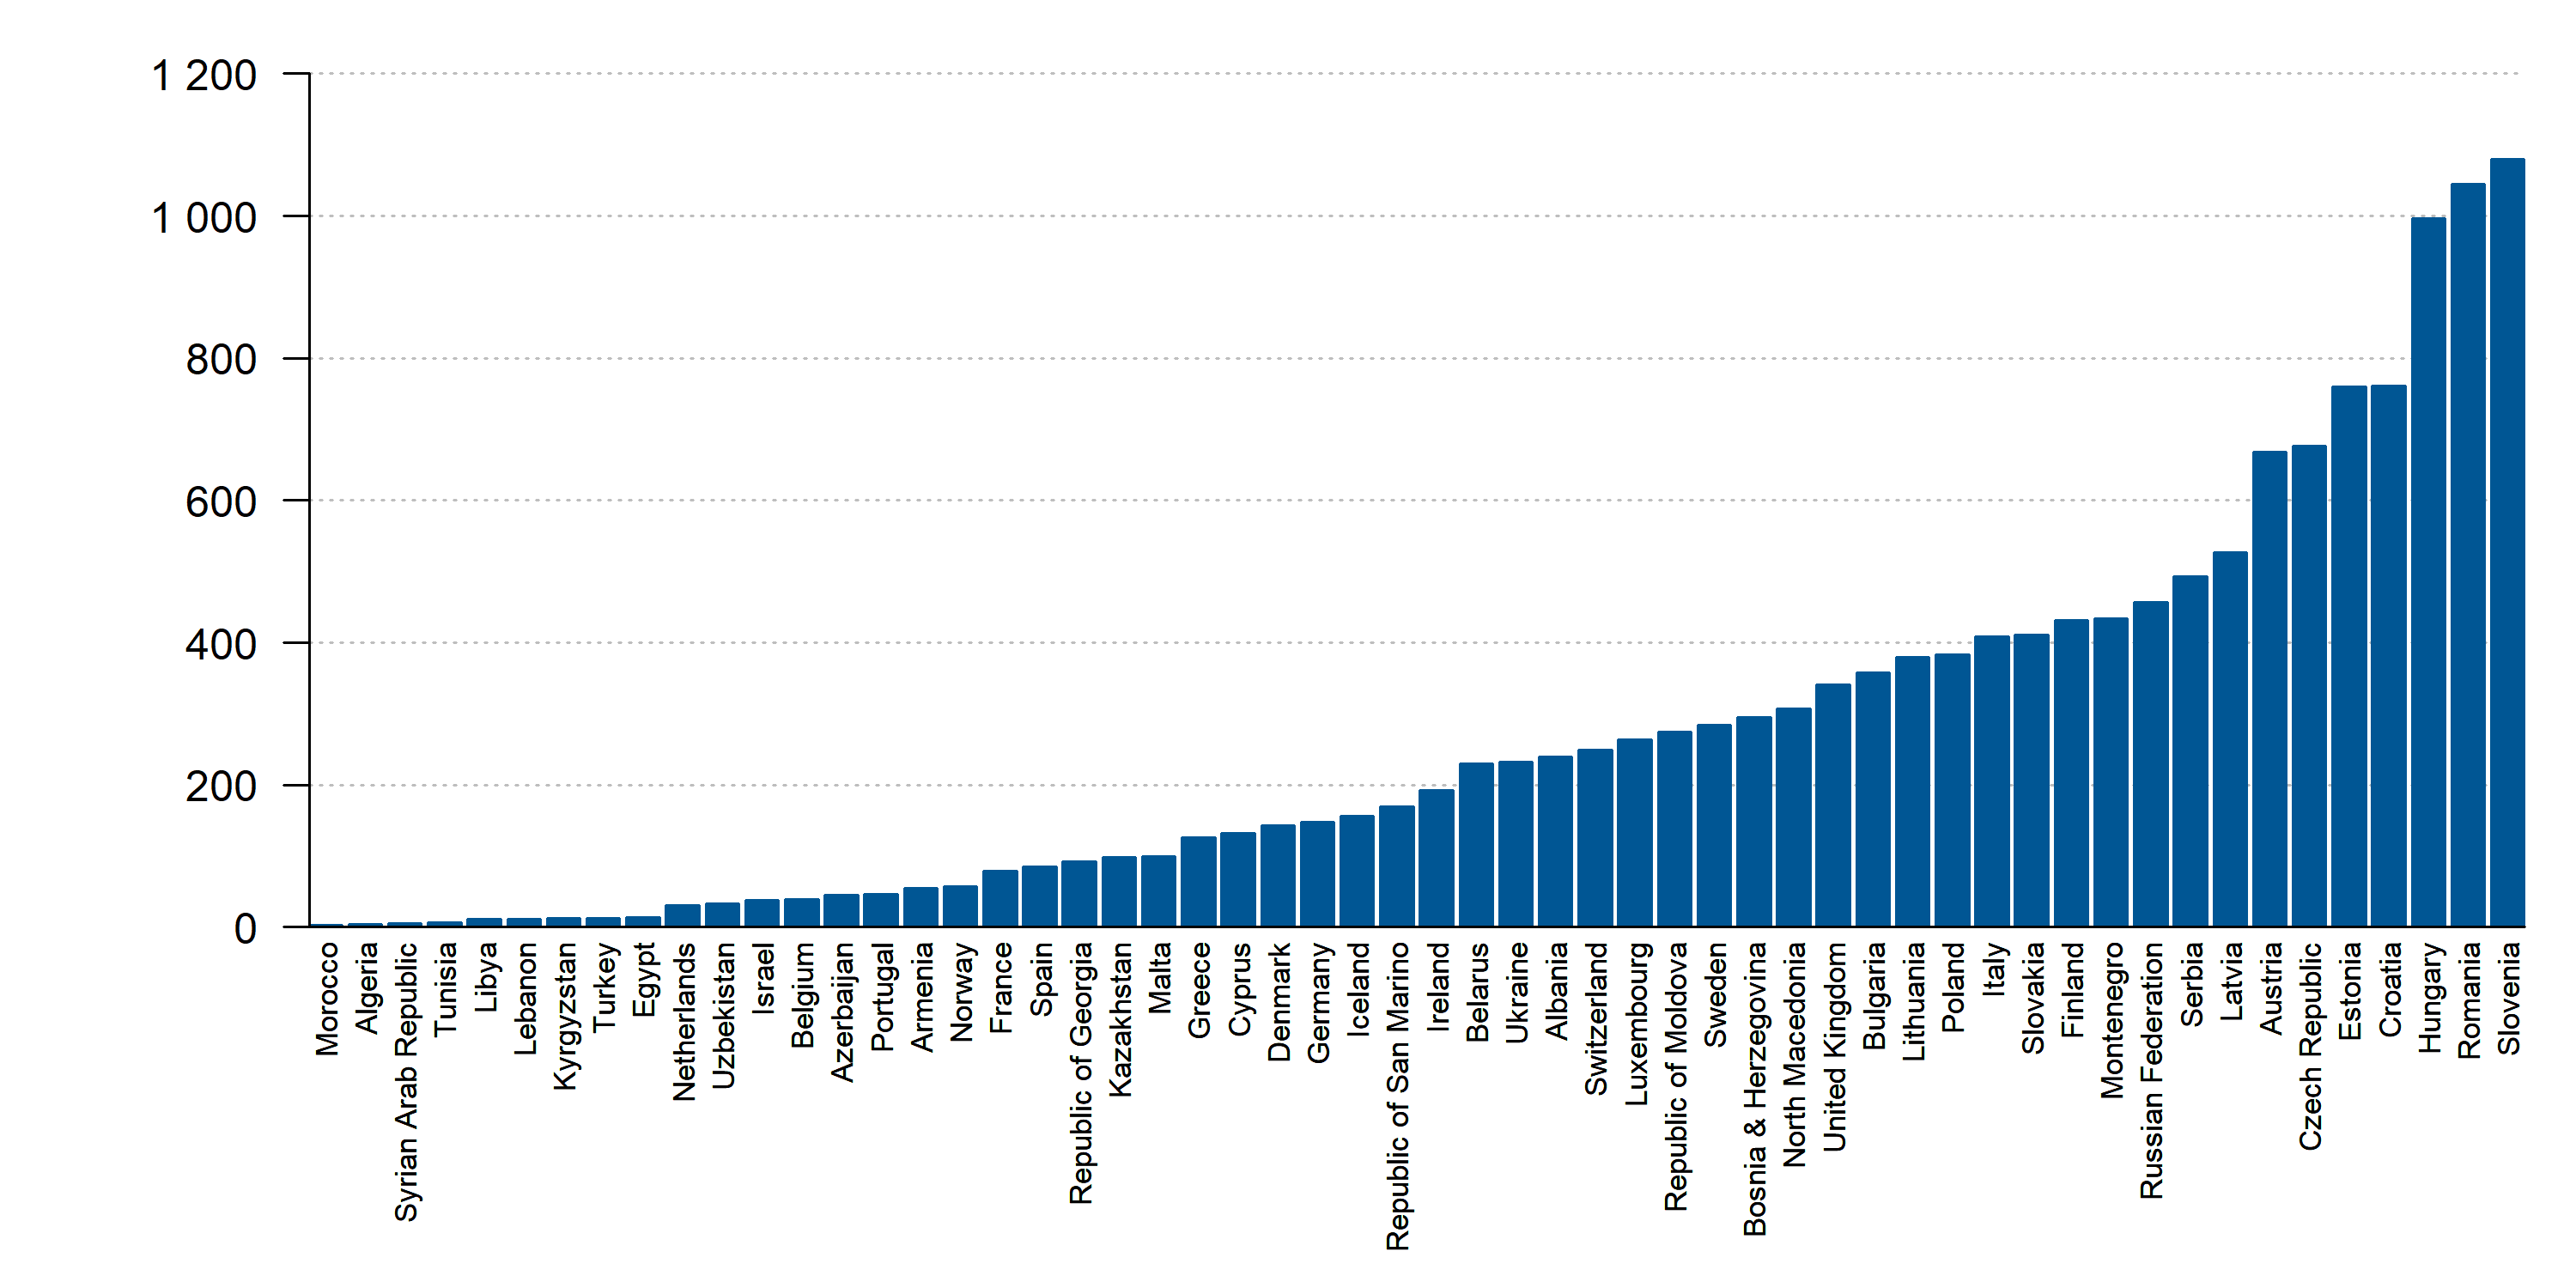 1 200
1 000
800
600
400
200
0
Morocco
Algeria
Syrian Arab Republic
Tunisia
Libya
Lebanon
Kyrgyzstan
Turkey
Egypt
Netherlands
Uzbekistan
Israel
Belgium
Azerbaijan
Portugal
Armenia
Norway
France
Spain
Republic of Georgia
Kazakhstan
Malta
Greece
Cyprus
Denmark
Germany
Iceland
Republic of San Marino
Ireland
Belarus
Ukraine
Albania
Switzerland
Luxembourg
Republic of Moldova
Sweden
Bosnia & Herzegovina
North Macedonia
United Kingdom
Bulgaria
Lithuania
Poland
Italy
Slovakia
Finland
Montenegro
Russian Federation
Serbia
Latvia
Austria
Czech Republic
Estonia
Croatia
Hungary
Romania
Slovenia